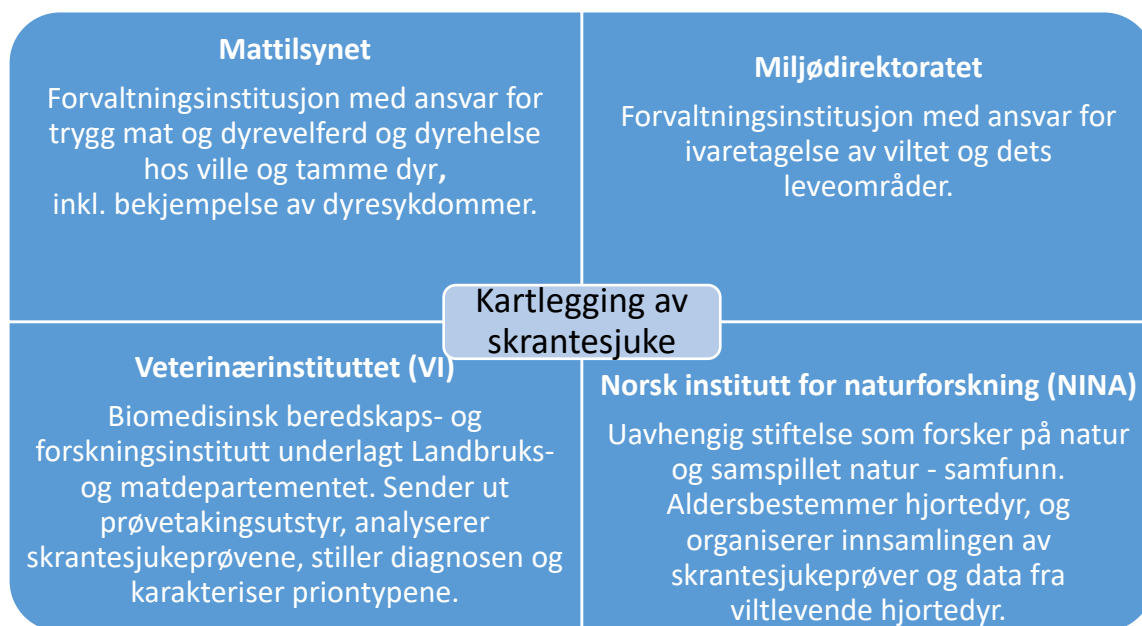 Mattilsynet
Forvaltningsinstitusjon med ansvar for
trygg mat og dyrevelferd og dyrehelse
hos ville og tamme dyr,
inkl. bekjempelse av dyresykdommer.
Miljødirektoratet
Forvaltningsinstitusjon med ansvar for
ivaretagelse av viltet og dets
leveområder.
Kartlegging av
skrantesjuke
Veterinærinstituttet (VI)
Biomedisinsk beredskaps- og
forskningsinstitutt underlagt Landbruks-
og matdepartementet. Sender ut
prøvetakingsutstyr, analyserer
skrantesjukeprøvene, stiller diagnosen og
karakteriser priontypene.
Norsk institutt for naturforskning (NINA)
Uavhengig stiftelse som forsker på natur
og samspillet natur - samfunn.
Aldersbestemmer hjortedyr, og
organiserer innsamlingen av
skrantesjukeprøver og data fra
viltlevende hjortedyr.